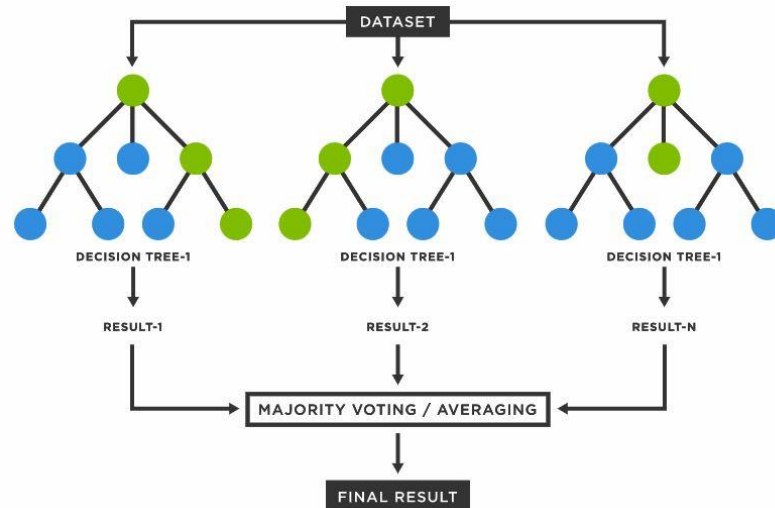 DATASET
DECISION TREE-1
DECISION TREE-1
DECISION TREE-1
RESULT-1
RESULT-2
RESULT-N
MAJORITY VOTING / AVERAGING
FINAL RESULT